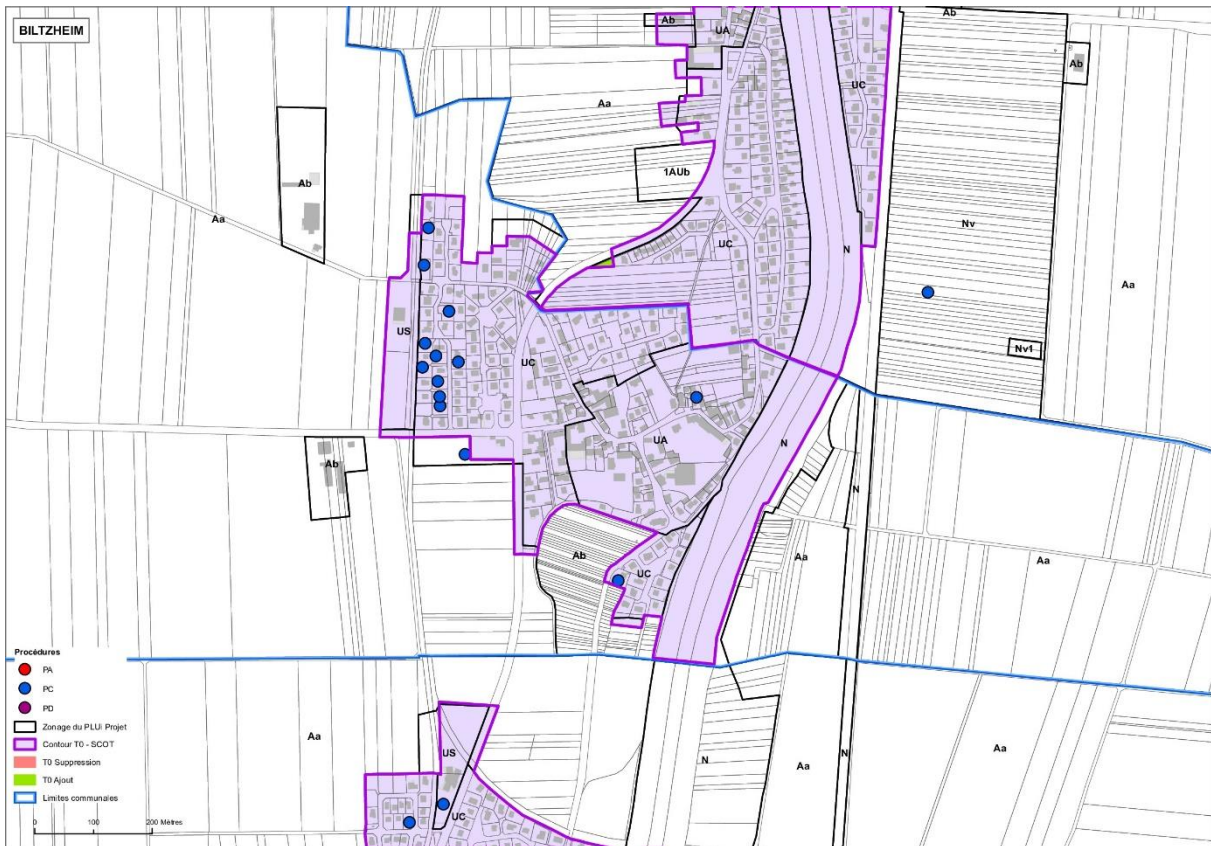 BILTZHEIM
Ab
Ab
UA
Ab
UC
Aa
1AUb
Ab
Aa
Nv
UC
N
Aa
US
Nv1
UC
UA
N
Ab
N
Ab
Aa
Aa
UC
Procédures
PA
PC
PD
Zonage du PLUi Projet
Contour T0 - SCOT
T0 Suppression
T0 Ajout
Limites communales
0 100 200 Mètres
Aa
US
Aa
Aa
N
N
UC